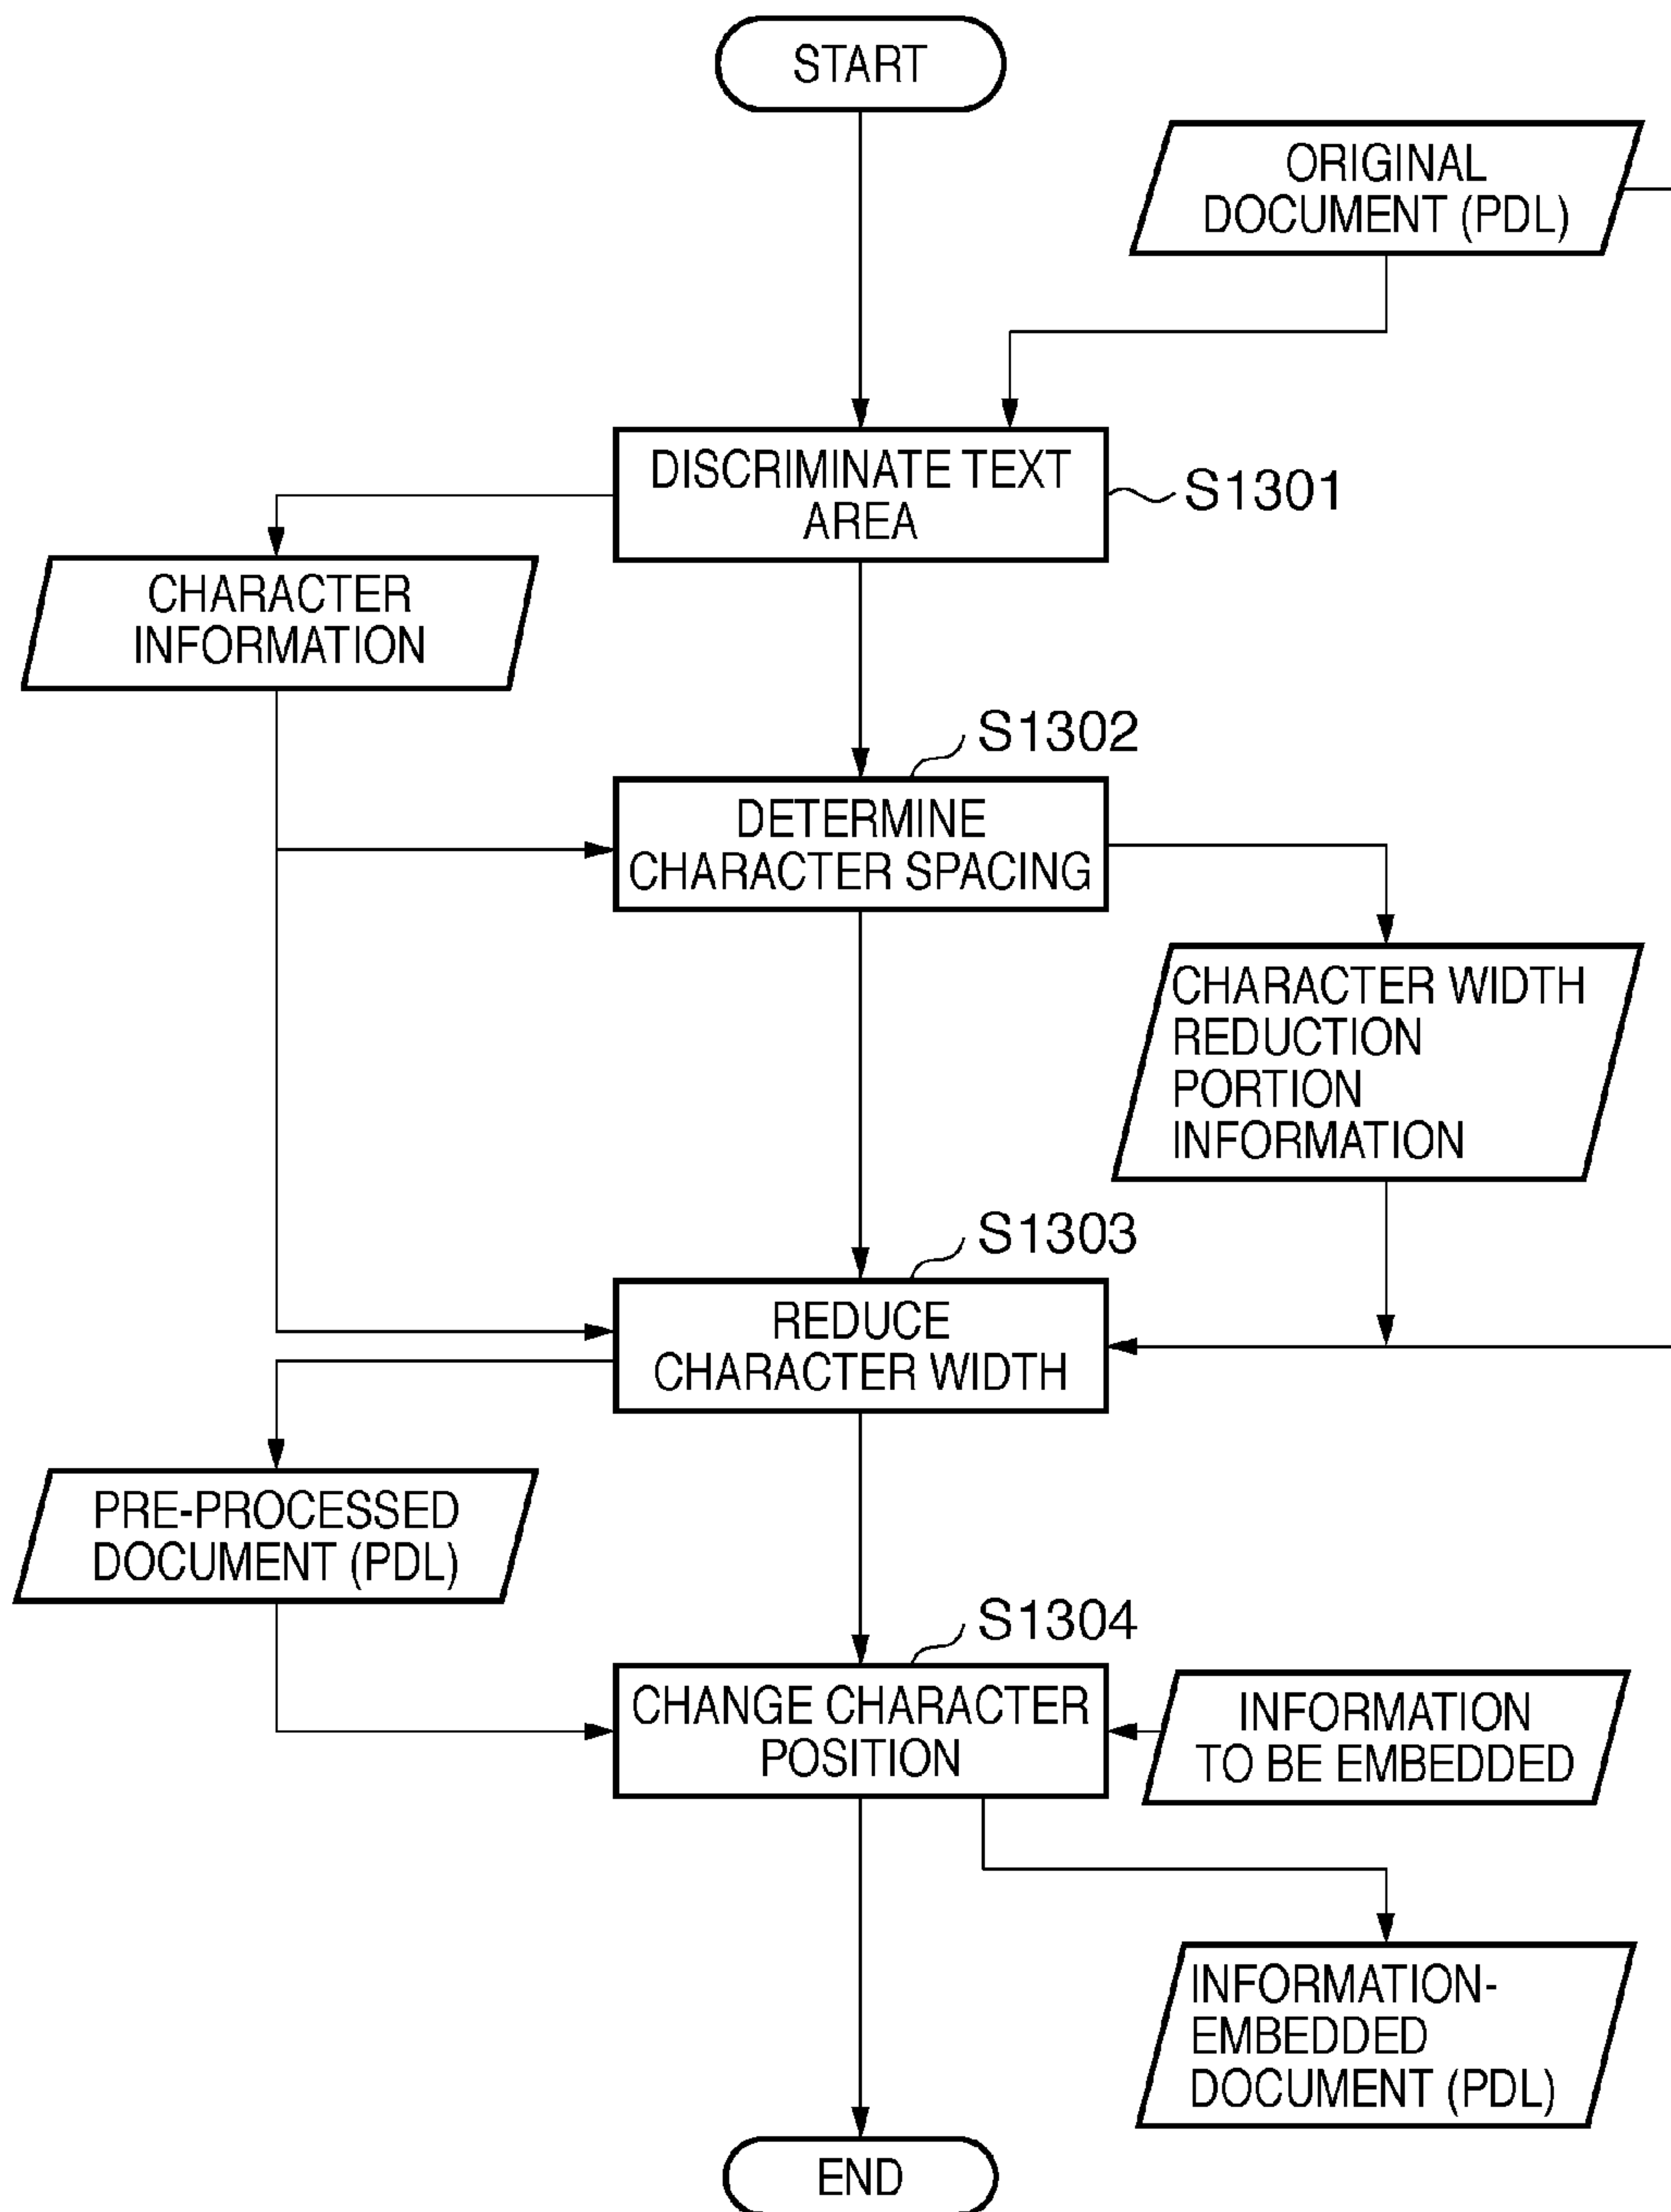 START
ORIGINAL
DOCUMENT (PDL)
DISCRIMINATE TEXT
AREA
S1301
CHARACTER
INFORMATION
S1302
DETERMINE
CHARACTER SPACING
CHARACTER WIDTH
REDUCTION
PORTION
INFORMATION
S1303
REDUCE
CHARACTER WIDTH
PRE-PROCESSED
DOCUMENT (PDL)
S1304
CHANGE CHARACTER
POSITION
INFORMATION
TO BE EMBEDDED
INFORMATION-
EMBEDDED
DOCUMENT (PDL)
END